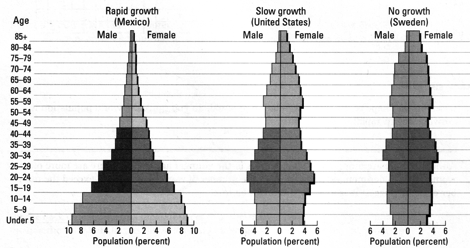 Rapid growth
(Mexico)
Slow growth
(United States)
No growth
(Sweden)
Age
Male Female
Male Female
Male Female
85+
80–84
75–79
70–74
65–69
60–64
55–59
50–54
45–49
40–44
35–39
30–34
25–29
20–24
15–19
10–14
5–9
Under 5
10 8 6 4 2 0 2 4 6 8 10
6 4 2 0 2 4 6
6 4 2 0 2 4 6
Population (percent)
Population (percent)
Population (percent)